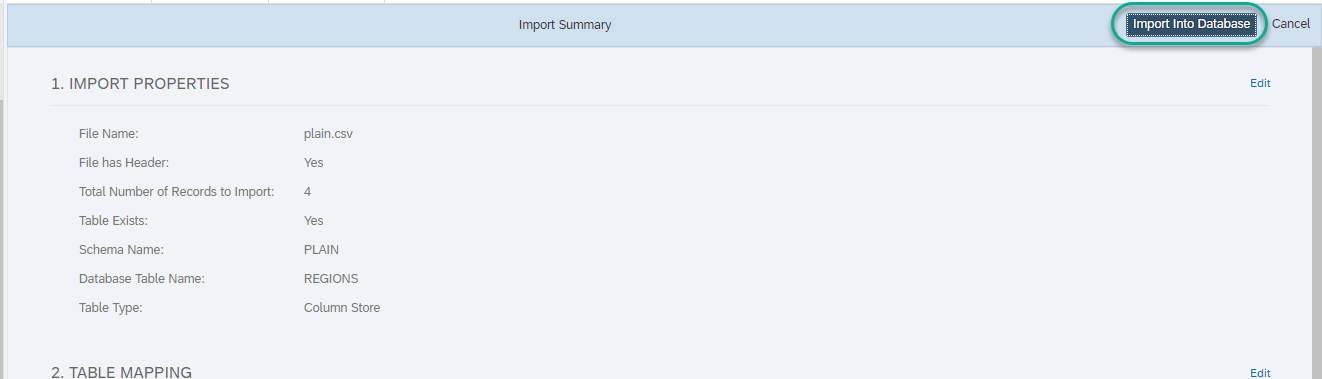 Import Summary
Import Into Database
Cancel
1. IMPORT PROPERTIES
Edit
File Name: plain.csv
File has Header: Yes
Total Number of Records to Import: 4
Table Exists: Yes
Schema Name: PLAIN
Database Table Name: REGIONS
Table Type: Column Store
2. TABLE MAPPING
Edit